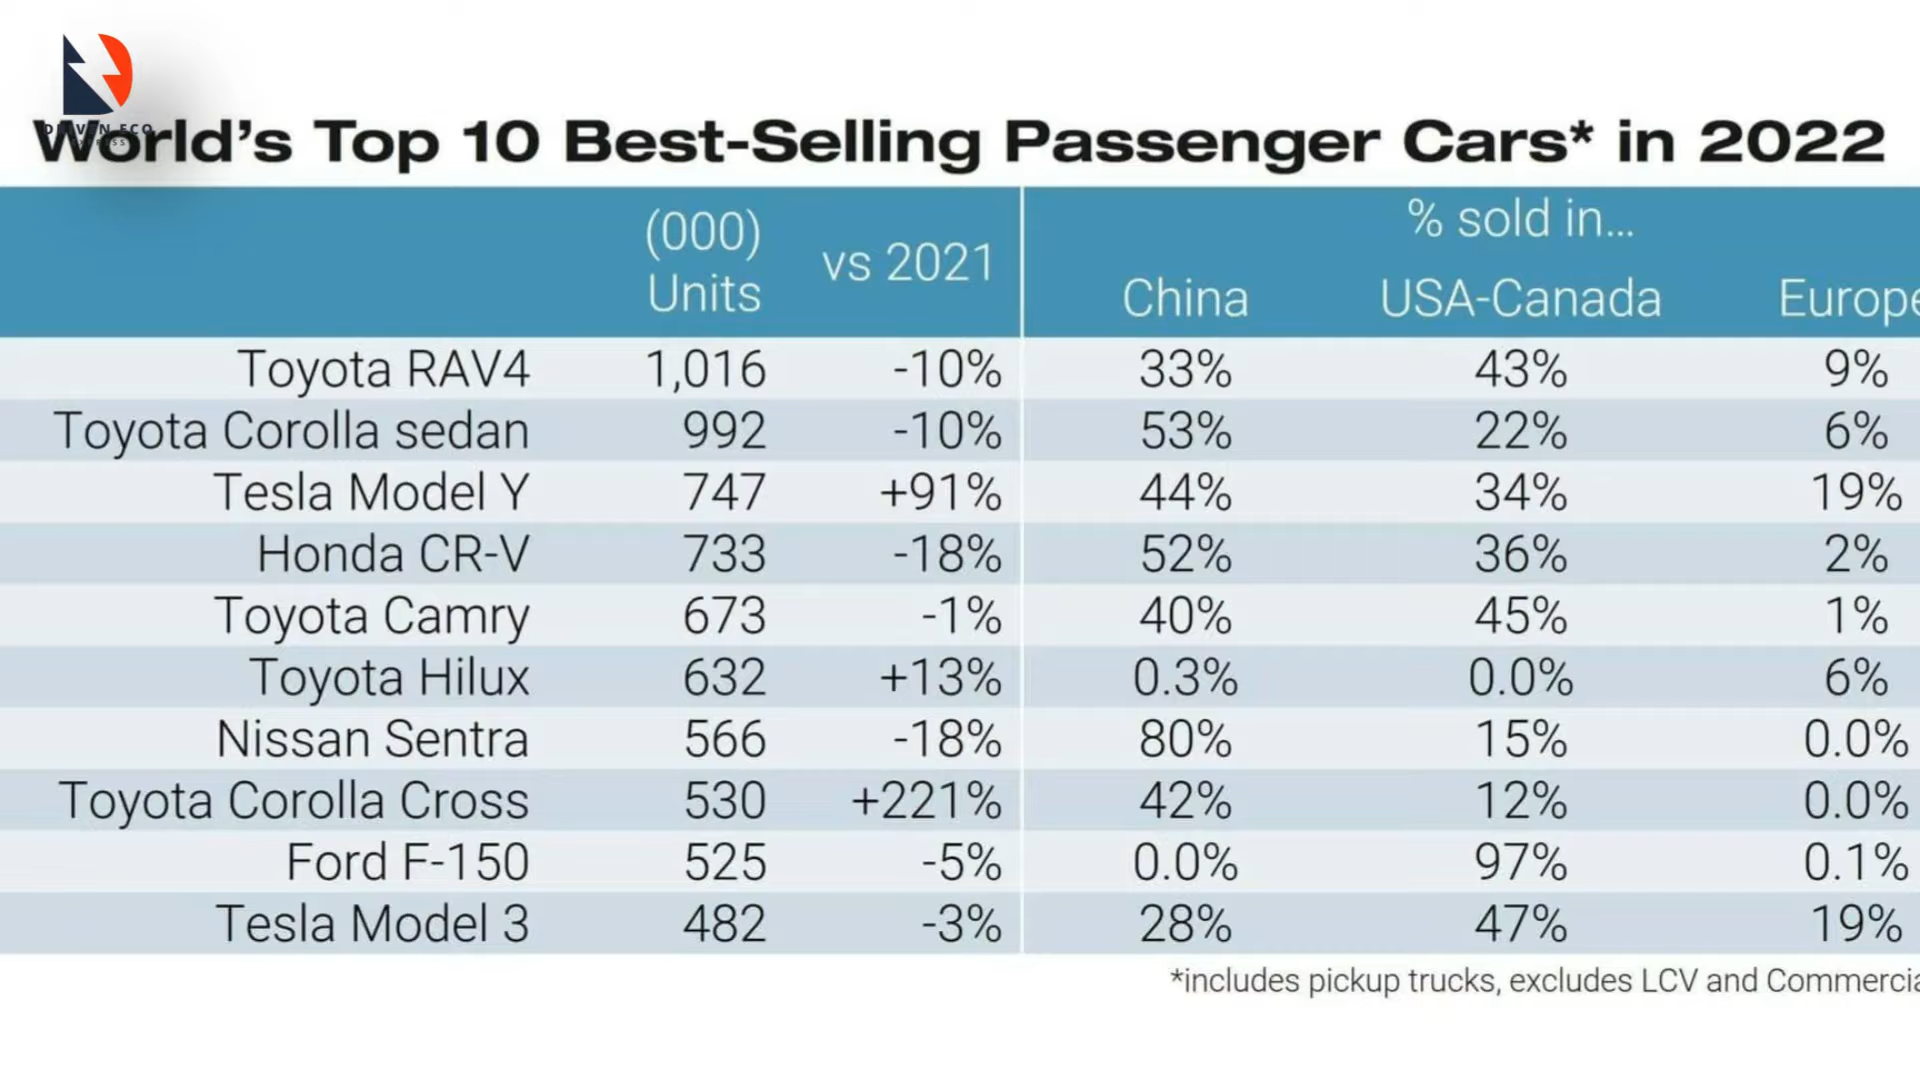 DRIVEN ECO
World's Top 10 Best-Selling Passenger Cars* in 2022
(000) Units vs 2021 % sold in...
China USA-Canada Europe
Toyota RAV4 1,016 -10% 33% 43% 9%
Toyota Corolla sedan 992 -10% 53% 22% 6%
Tesla Model Y 747 +91% 44% 34% 19%
Honda CR-V 733 -18% 52% 36% 2%
Toyota Camry 673 -1% 40% 45% 1%
Toyota Hilux 632 +13% 0.3% 0.0% 6%
Nissan Sentra 566 -18% 80% 15% 0.0%
Toyota Corolla Cross 530 +221% 42% 12% 0.0%
Ford F-150 525 -5% 0.0% 97% 0.1%
Tesla Model 3 482 -3% 28% 47% 19%
*includes pickup trucks, excludes LCV and Commercia